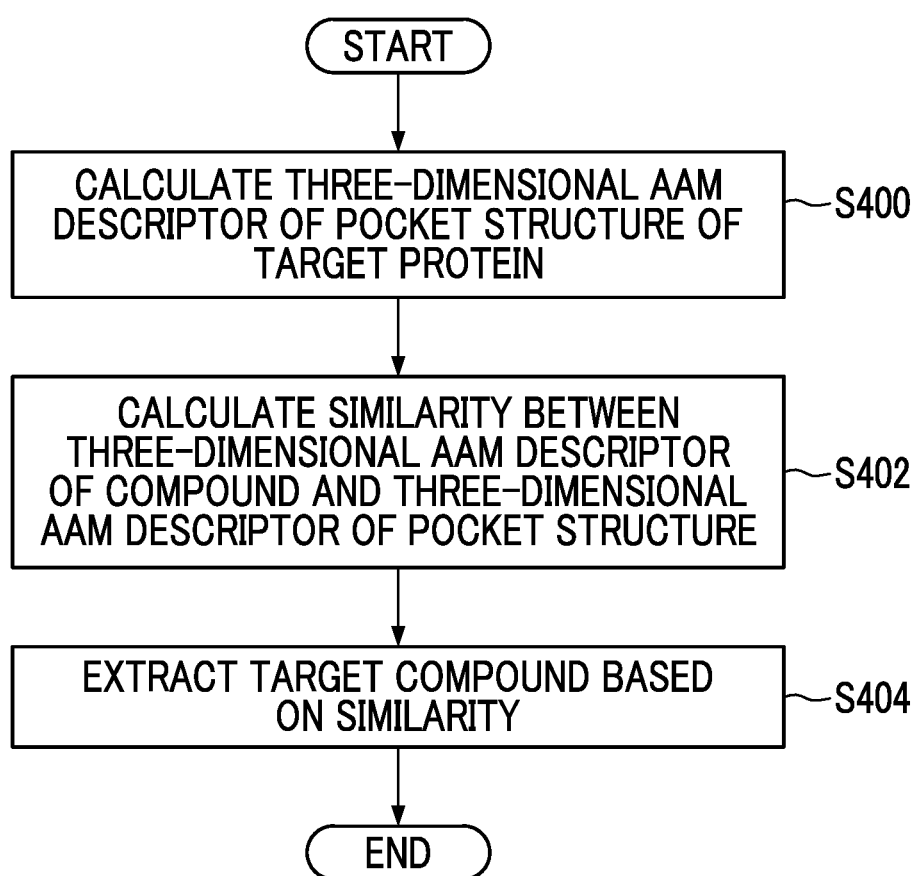 START
CALCULATE THREE-DIMENSIONAL AAM
DESCRIPTOR OF POCKET STRUCTURE OF
TARGET PROTEIN
S400
CALCULATE SIMILARITY BETWEEN
THREE-DIMENSIONAL AAM DESCRIPTOR
OF COMPOUND AND THREE-DIMENSIONAL
AAM DESCRIPTOR OF POCKET STRUCTURE
S402
EXTRACT TARGET COMPOUND BASED
ON SIMILARITY
S404
END